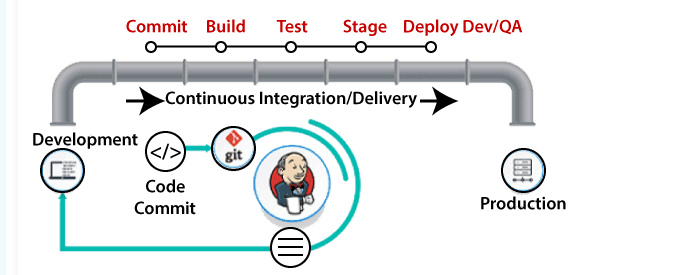 Commit Build Test Stage Deploy Dev/QA
Continuous Integration/Delivery
Development
</>
git
Code
Commit
Production